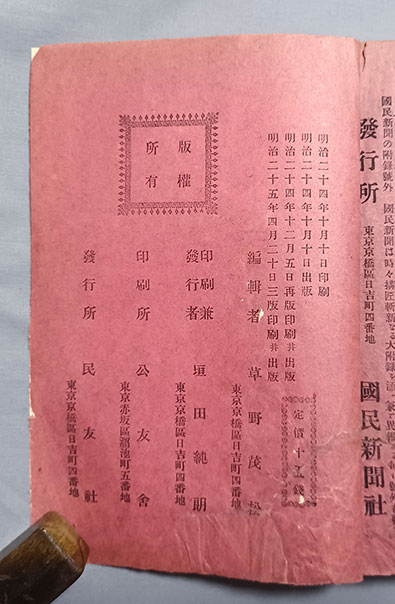 國民新聞の附錄號外
發行所
東京京橋區日吉町四番地
國民新聞社
明治二十四年十月十日印刷
明治二十四年十月十日出版
明治二十四年十二月五日再版印刷并出版
明治二十五年四月二十日三版印刷并出版
定價十五錢
編輯者 草野茂松
東京京橋區日吉町四番地
印刷兼發行者 垣田純朗
東京京橋區日吉町四番地
印刷所 公友舍
東京赤坂區溜池町五番地
發行所 民友社
東京京橋區日吉町四番地
版權
所有